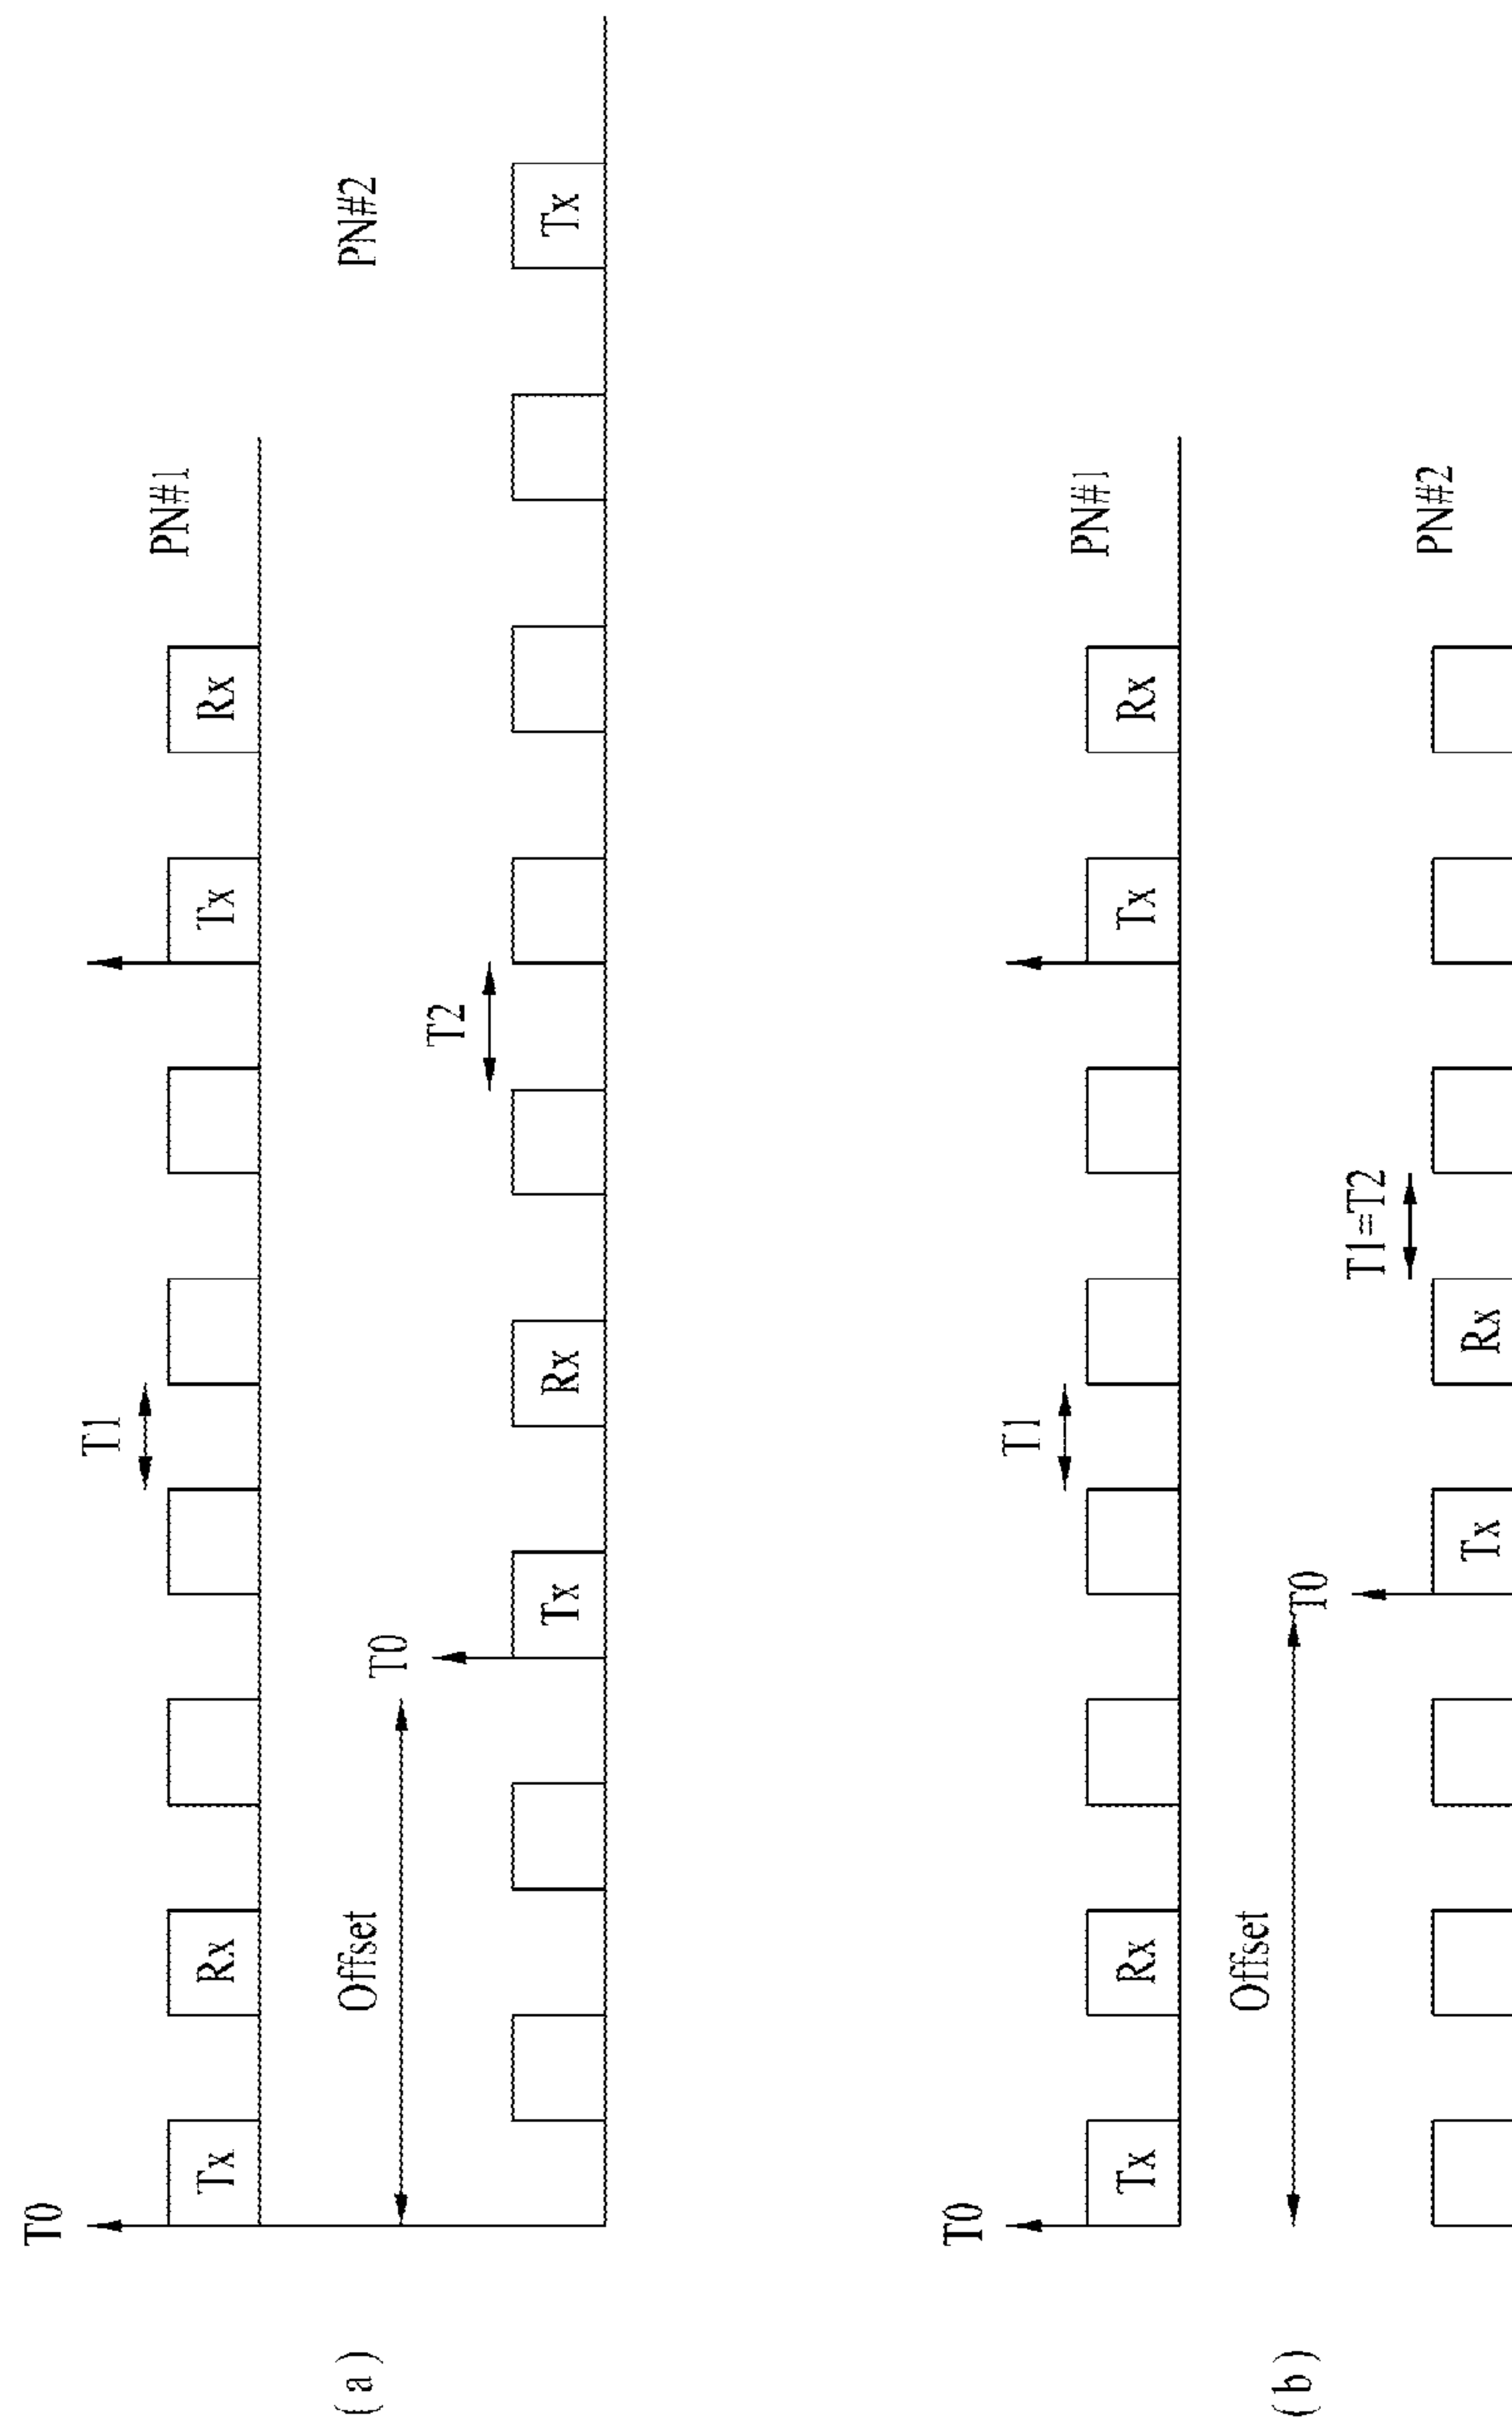 T0
Tx
Rx
T1
Tx
Rx
PN#1
Offset
T0
Tx
Rx
T2
Tx
PN#2
(a)
T0
Tx
Rx
T1
Tx
Rx
PN#1
Offset
T0
Tx
Rx
T1=T2
PN#2
(b)